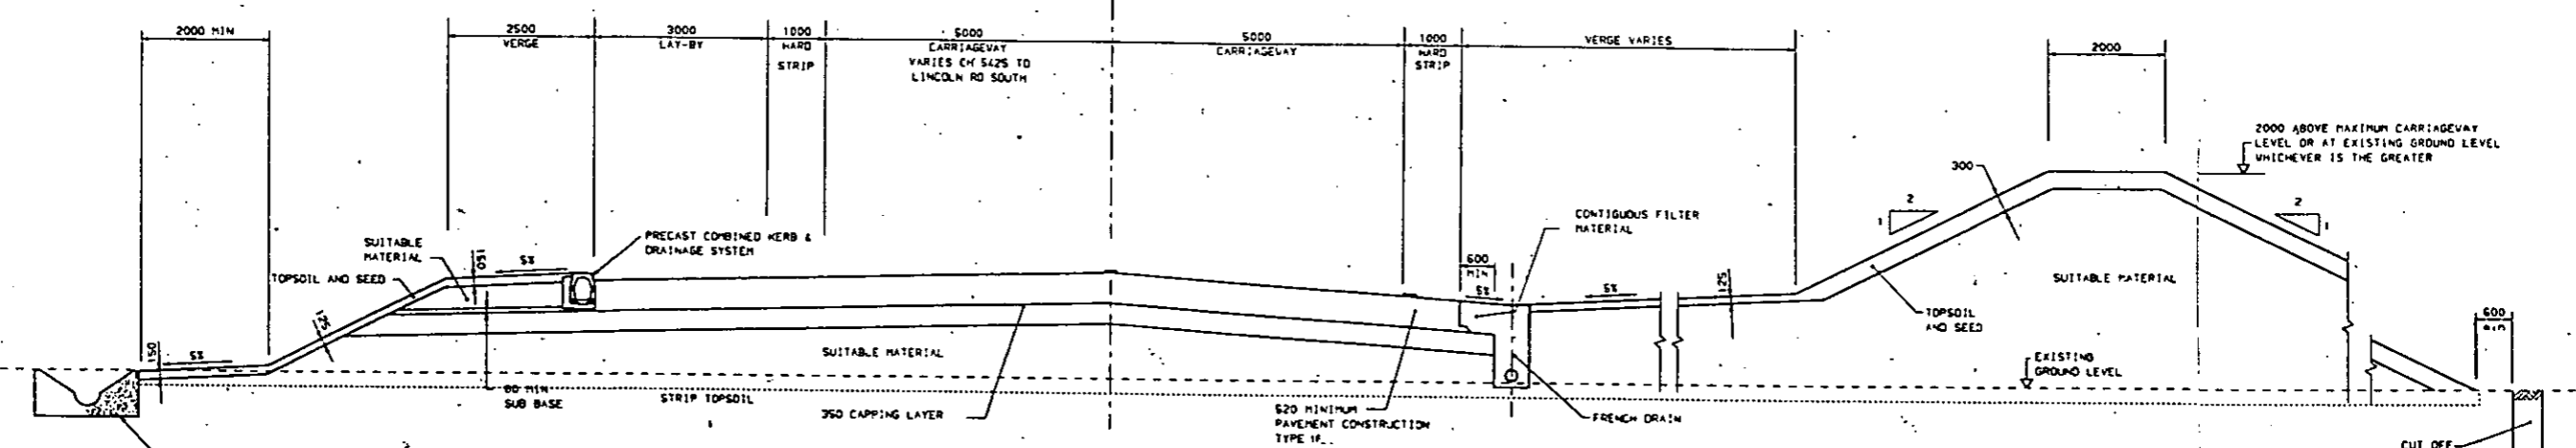 2000 MIN
2500
VERGE
3000
LAY-BY
1000
HARD
STRIP
5000
CARRIAGEWAY
VARIES CH 5425 TO
LINCOLN RD SOUTH
5000
CARRIAGEWAY
1000
HARD
STRIP
VERGE VARIES
2000
2000 ABOVE MAXIMUM CARRIAGEWAY
LEVEL OR AT EXISTING GROUND LEVEL
WHICHEVER IS THE GREATER
300
2
1
2
1
CONTIGUOUS FILTER
MATERIAL
PRECAST COMBINED KERB &
DRAINAGE SYSTEM
SUITABLE
MATERIAL
TOPSOIL AND SEED
150
5%
600
MIN
5%
5%
125
SUITABLE MATERIAL
TOPSOIL
AND SEED
600
MIN
125
150
5%
SUITABLE MATERIAL
EXISTING
GROUND LEVEL
80 MIN
SUB BASE
STRIP TOPSOIL
350 CAPPING LAYER
620 MINIMUM
PAVEMENT CONSTRUCTION
TYPE 1F
FRENCH DRAIN
CUT OFF